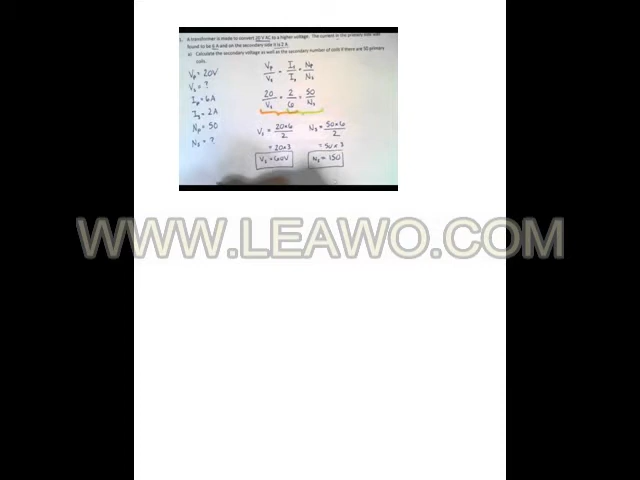 1. A transformer is made to convert 20 V AC to a higher voltage. The current in the primary side was
found to be 6 A and on the secondary side it is 2 A.
a) Calculate the secondary voltage as well as the secondary number of coils if there are 50 primary
coils.
Vp = 20V
Vs = ?
Ip = 6A
Is = 2A
Np = 50
Ns = ?
Vp/Vs = Is/Ip = Np/Ns
20/Vs = 2/6 = 50/Ns
Vs = 20×6/2 Ns = 50×6/2
= 20×3 = 50×3
Vs = 60V Ns = 150
WWW.LEAWO.COM